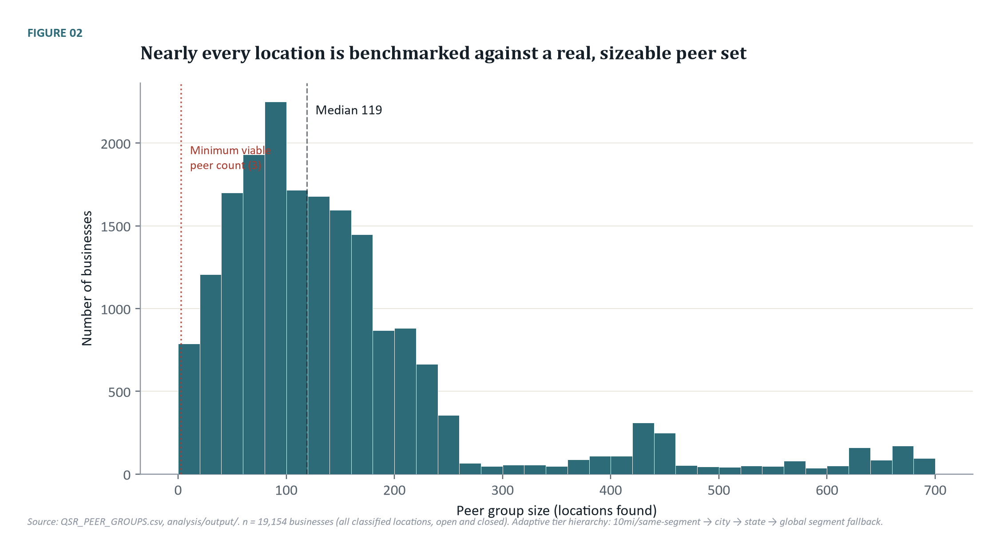 FIGURE 02
Nearly every location is benchmarked against a real, sizeable peer set
Median 119
Minimum viable
peer count (3)
Number of businesses
2000
1500
1000
500
0
0 100 200 300 400 500 600 700
Peer group size (locations found)
Source: QSR_PEER_GROUPS.csv, analysis/output/. n = 19,154 businesses (all classified locations, open and closed). Adaptive tier hierarchy: 10mi/same-segment → city → state → global segment fallback.